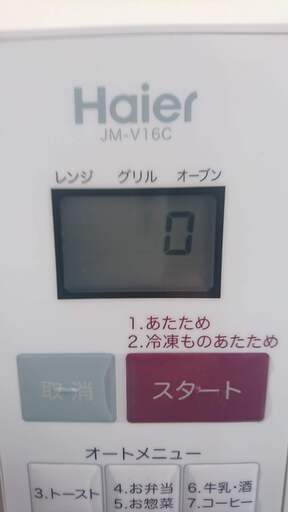 Haier
JM-V16C
レンジ グリル オーブン
0
1.あたため
2.冷凍ものあたため
取消 スタート
オートメニュー
3.トースト
4.お弁当
5.お惣菜
6.牛乳・酒
7.コーヒー